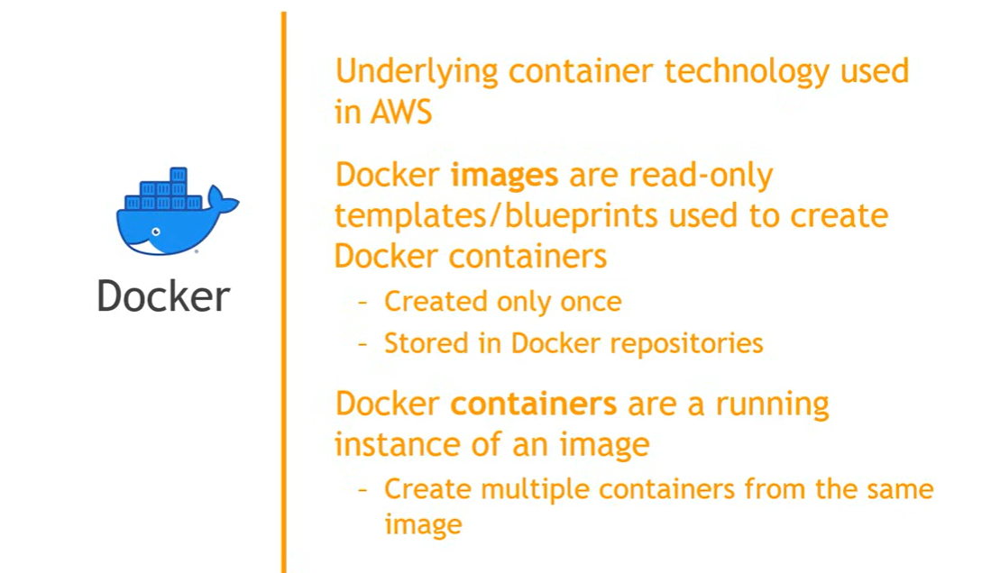 Docker
Underlying container technology used
in AWS
Docker images are read-only
templates/blueprints used to create
Docker containers
– Created only once
– Stored in Docker repositories
Docker containers are a running
instance of an image
– Create multiple containers from the same
image